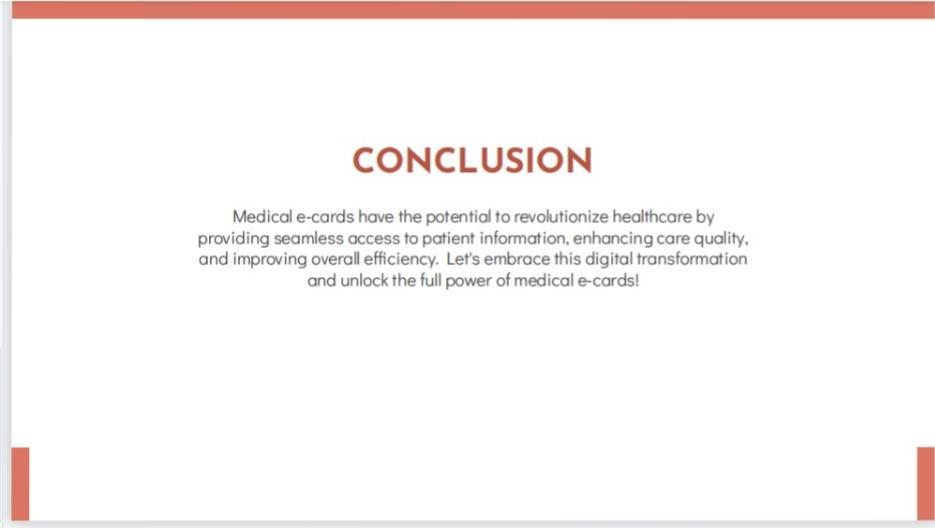 CONCLUSION
Medical e-cards have the potential to revolutionize healthcare by
providing seamless access to patient information, enhancing care quality,
and improving overall efficiency.  Let's embrace this digital transformation
and unlock the full power of medical e-cards!